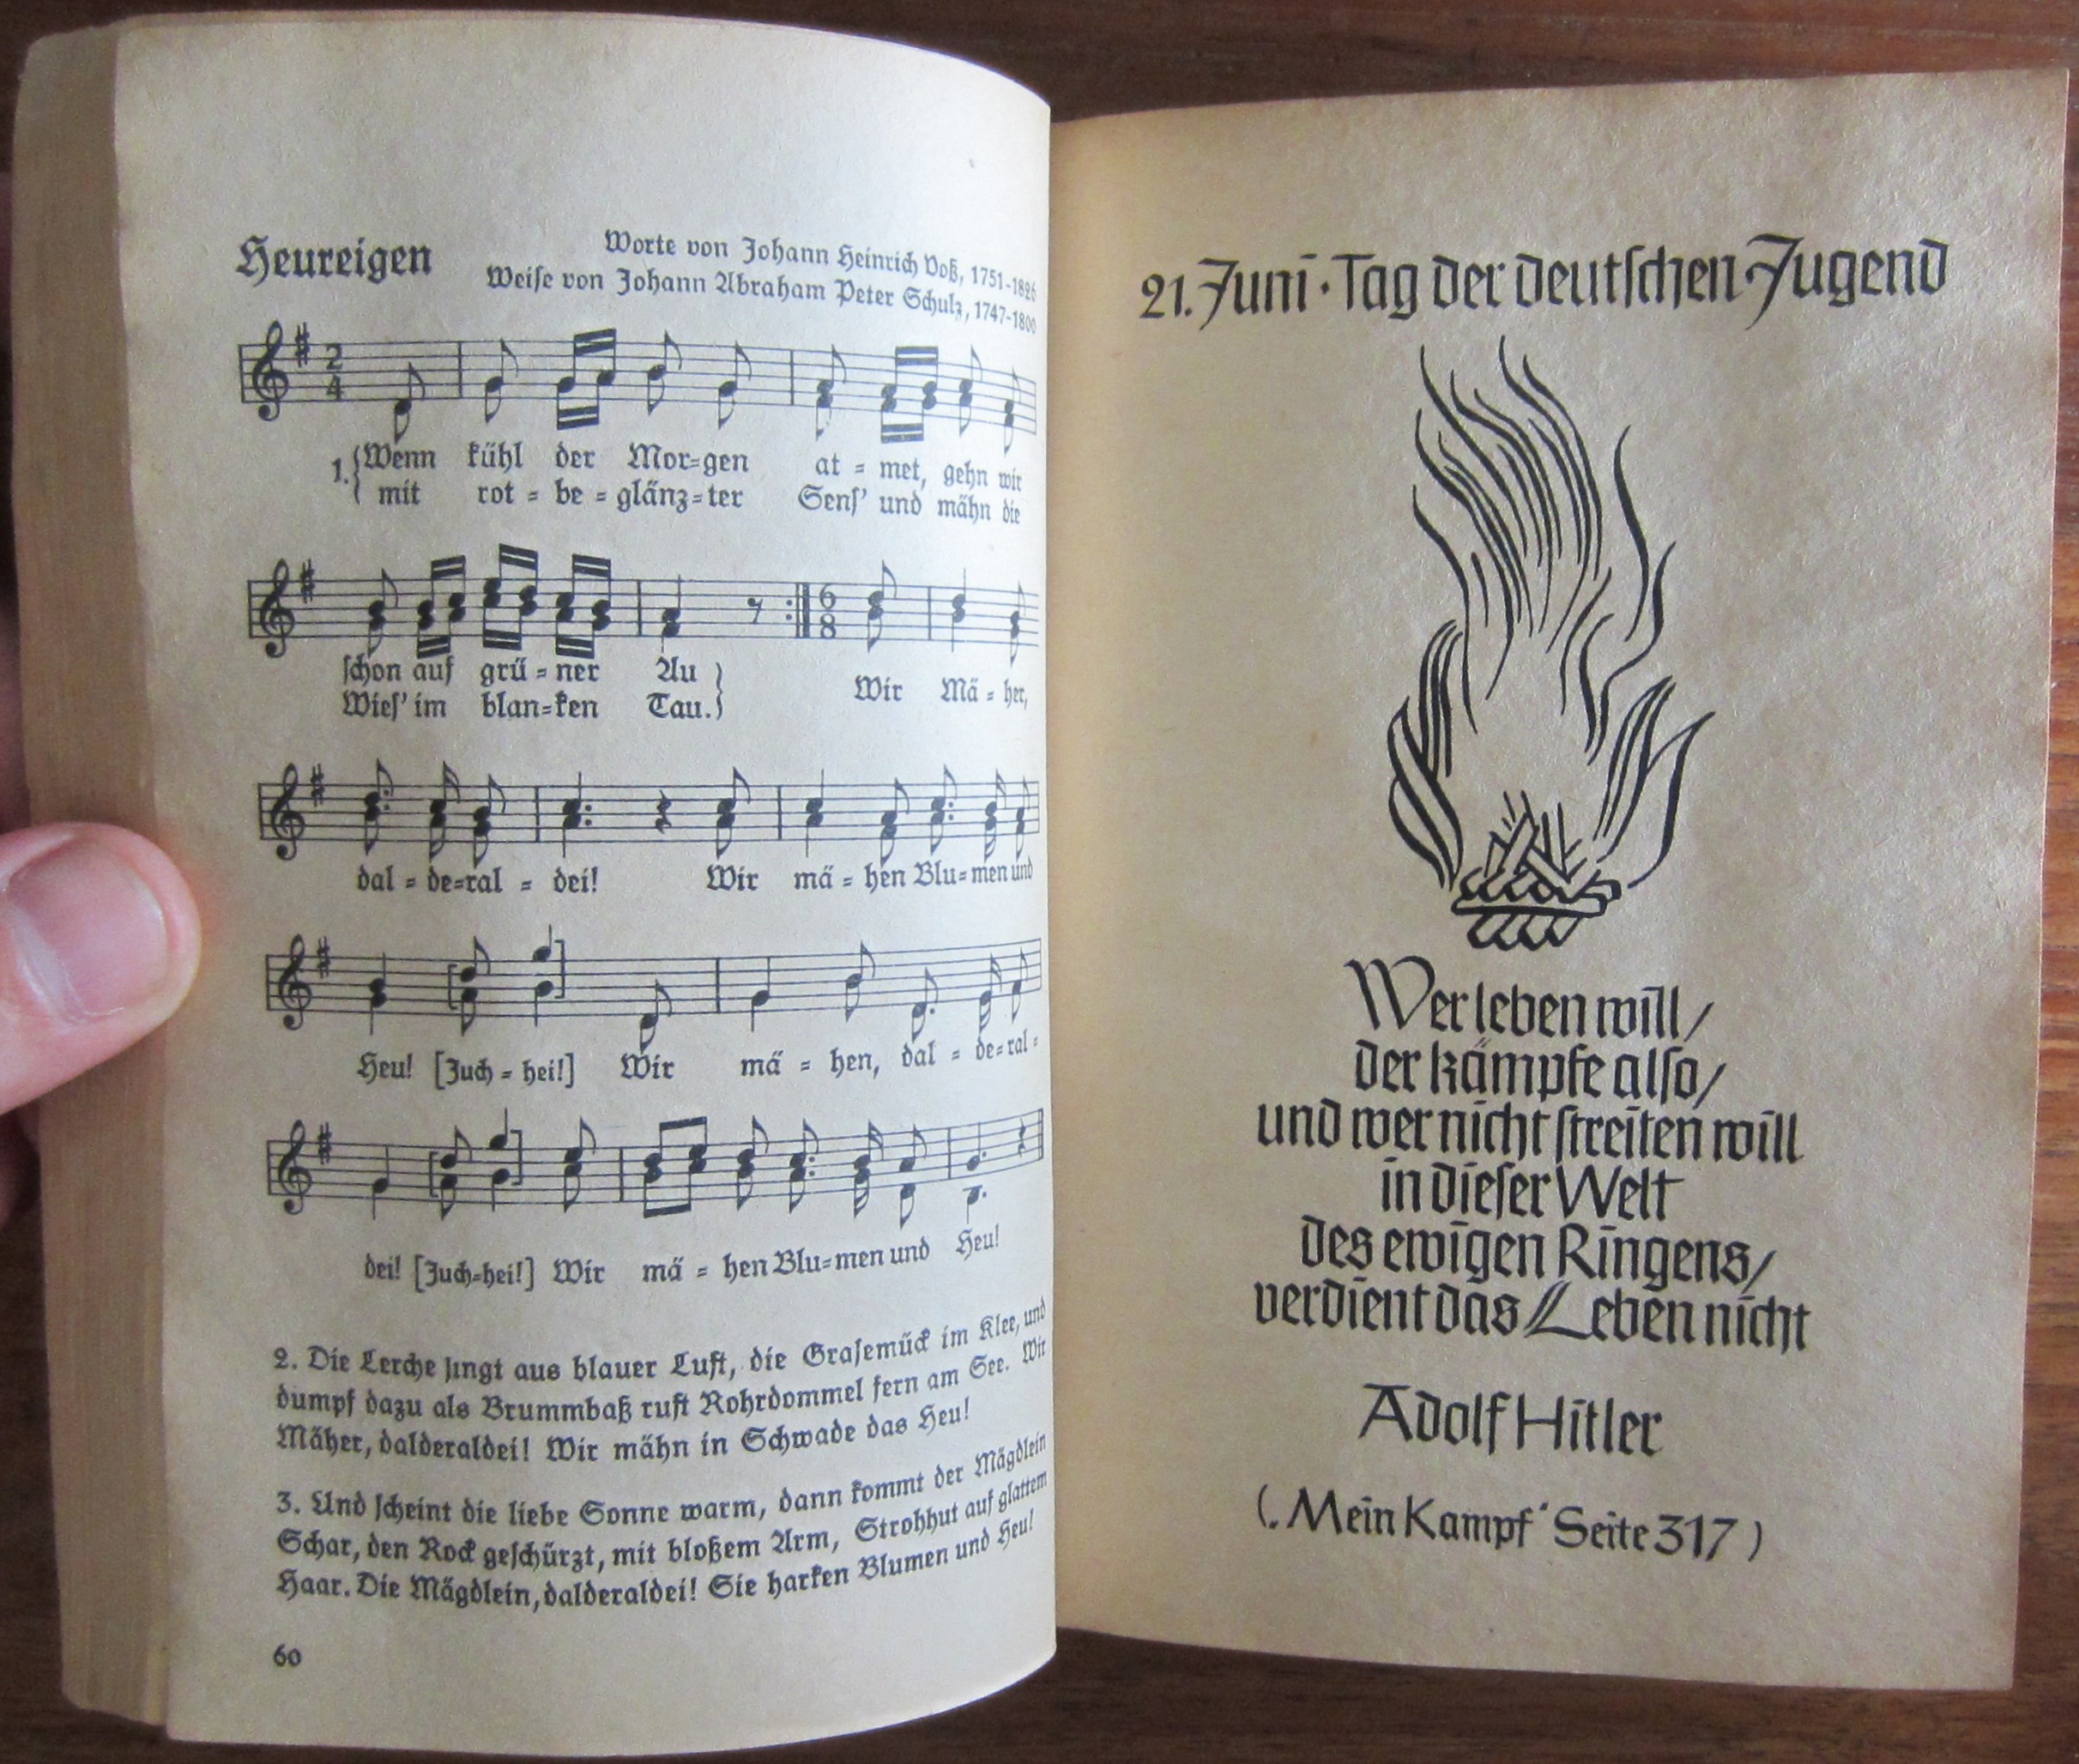 Heureigen
Worte von Johann Heinrich Voß, 1751-1826
Weise von Johann Abraham Peter Schulz, 1747-1800
2
4
1. Wenn kühl der Mor-gen at-met, gehn wir
mit rot-be-glänz-ter Sens' und mähn die
6
8
schon auf grü-ner Au
Wies' im blan-ken Tau.
Wir Mä-her,
dal-de-ral-dei! Wir mä-hen Blu-men und
Heu! [Juch-hei!] Wir mä-hen, dal-de-ral-
dei! [Juch-hei!] Wir mä-hen Blu-men und Heu!
2. Die Lerche singt aus blauer Luft, die Grasemück im Klee, und
dumpf dazu als Brummbaß ruft Rohrdommel fern am See. Wir
Mäher, dalderaldei! Wir mähn in Schwade das Heu!
3. Und scheint die liebe Sonne warm, dann kommt der Mägdlein
Schar, den Rock geschürzt, mit bloßem Arm, Strohhut auf glattem
Haar. Die Mägdlein, dalderaldei! Sie harken Blumen und Heu!
60
21. Juni · Tag der deutschen Jugend
Wer leben will/
der kämpfe also/
und wer nicht streiten will
in dieser Welt
des ewigen Ringens/
verdient das Leben nicht
Adolf Hitler
(„Mein Kampf" Seite 317)